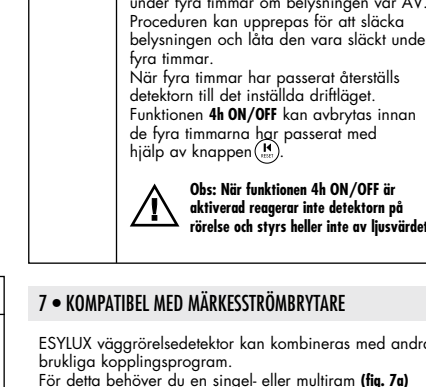 under fyra timmar om belysningen var AV.
Proceduren kan upprepas för att släcka
belysningen och låta den vara släckt unde
fyra timmar.
När fyra timmar har passerat återställs
detektorn till det inställda driftläget.
Funktionen 4h ON/OFF kan avbrytas innan
de fyra timmarna har passerat med
hjälp av knappen (RESET).
Obs: När funktionen 4h ON/OFF är
aktiverad reagerar inte detektorn på
rörelse och styrs heller inte av ljusvärdet
7 • KOMPATIBEL MED MÄRKESSTRÖMBRYTARE
ESYLUX väggrörelsedetektor kan kombineras med andra
brukliga kopplingsprogram.
För detta behöver du en singel- eller multiram (fig. 7a)